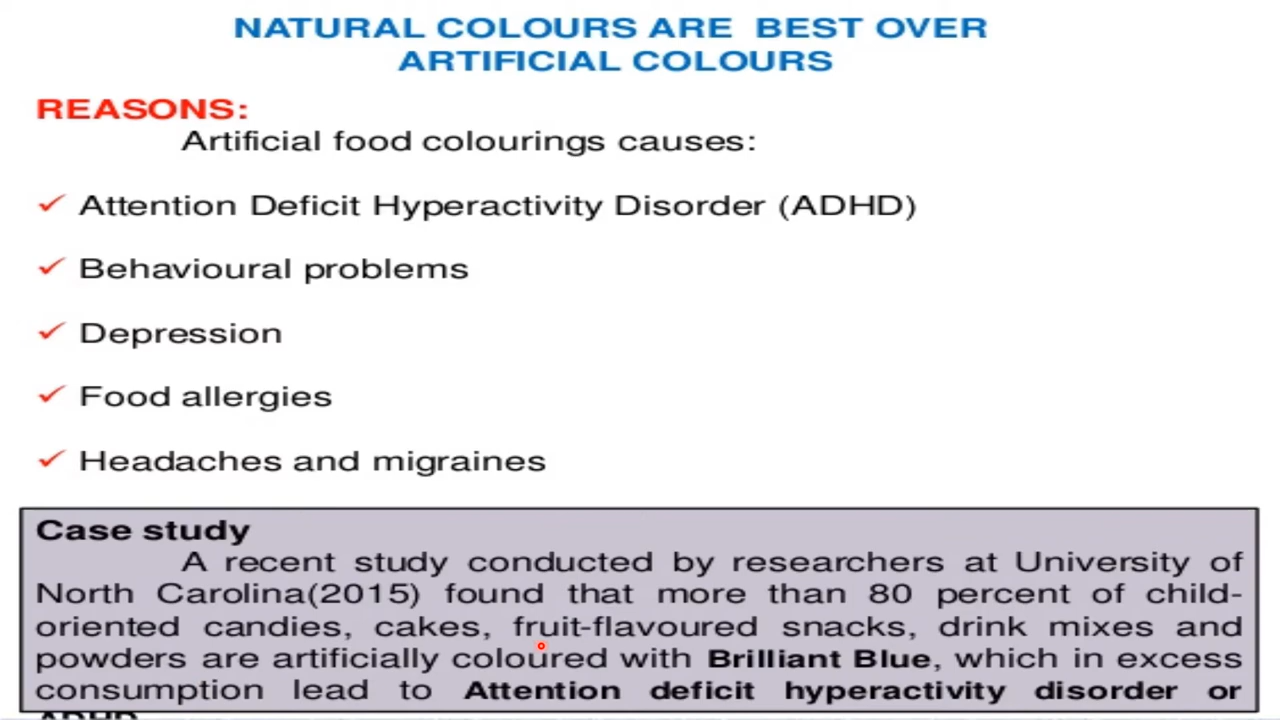 NATURAL COLOURS ARE BEST OVER
ARTIFICIAL COLOURS
REASONS:
Artificial food colourings causes:
✓ Attention Deficit Hyperactivity Disorder (ADHD)
✓ Behavioural problems
✓ Depression
✓ Food allergies
✓ Headaches and migraines
Case study
A recent study conducted by researchers at University of
North Carolina(2015) found that more than 80 percent of child-
oriented candies, cakes, fruit-flavoured snacks, drink mixes and
powders are artificially coloured with Brilliant Blue, which in excess
consumption lead to Attention deficit hyperactivity disorder or
ADHD